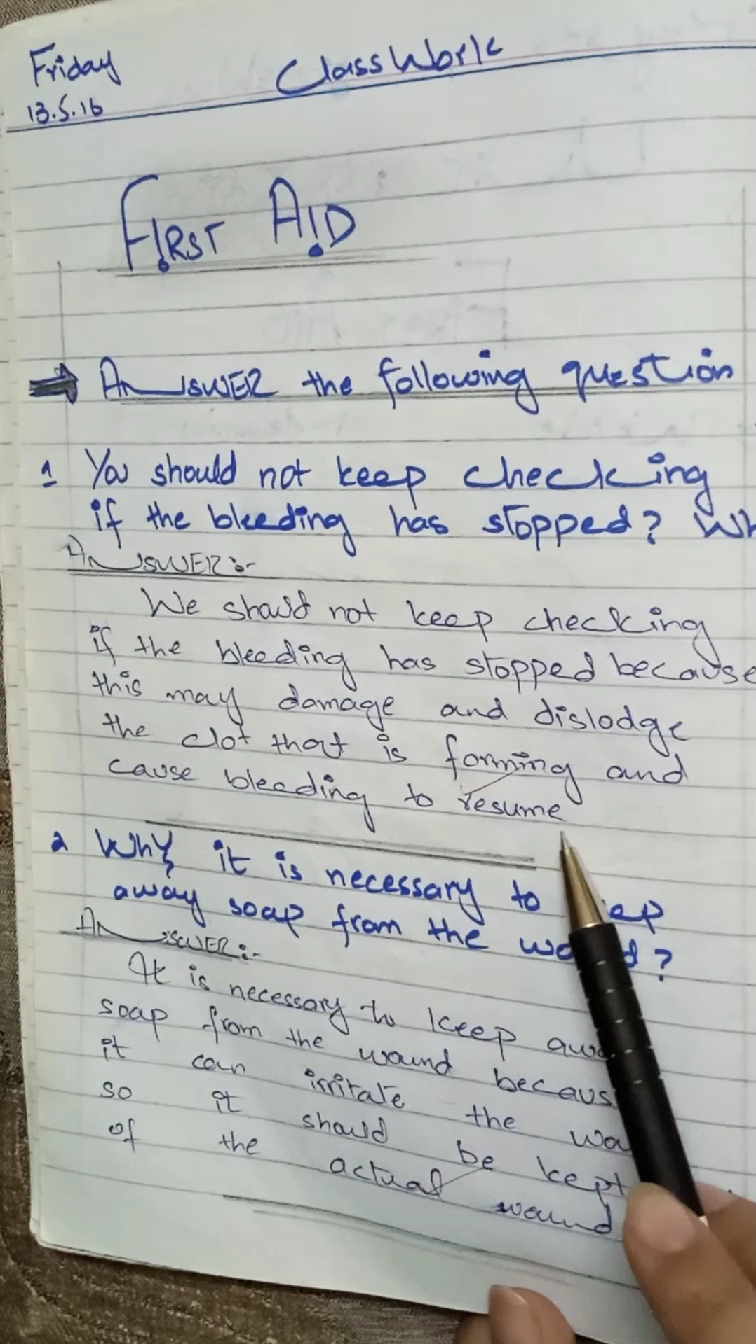 Friday
ClassWork
13.5.16
FIRST AID
ANSWER the following question
1 You should not keep checking
if the bleeding has stopped?
ANSWER:-
We should not keep checking
if the bleeding has stopped because
this may damage and dislodge
the clot that is forming and
cause bleeding to resume
2 Why it is necessary to
away soap from the ?
ANSWER:-
It is necessary to keep
soap from the wound
it can irritate the
so it should be kept
of the actual wound